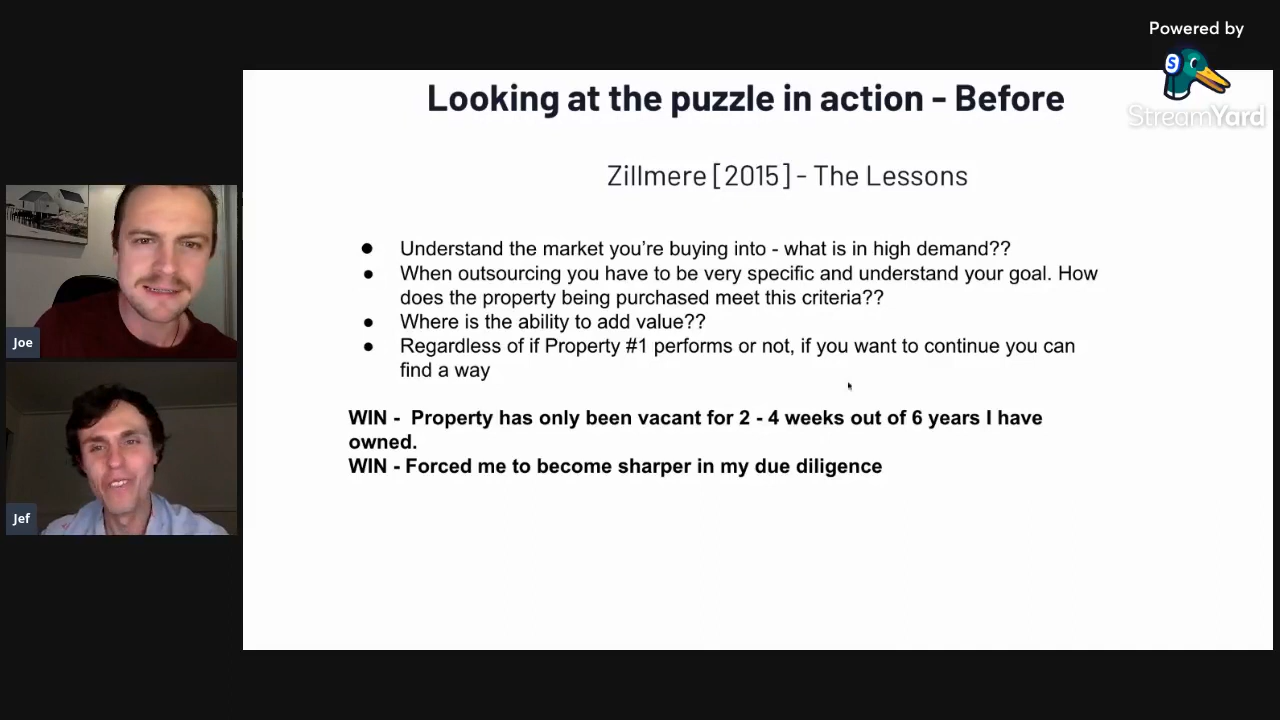 Powered by
StreamYard
Looking at the puzzle in action - Before
Zillmere [2015] - The Lessons
● Understand the market you’re buying into - what is in high demand??
● When outsourcing you have to be very specific and understand your goal. How
does the property being purchased meet this criteria??
● Where is the ability to add value??
● Regardless of if Property #1 performs or not, if you want to continue you can
find a way
WIN - Property has only been vacant for 2 - 4 weeks out of 6 years I have
owned.
WIN - Forced me to become sharper in my due diligence
Joe
Jef